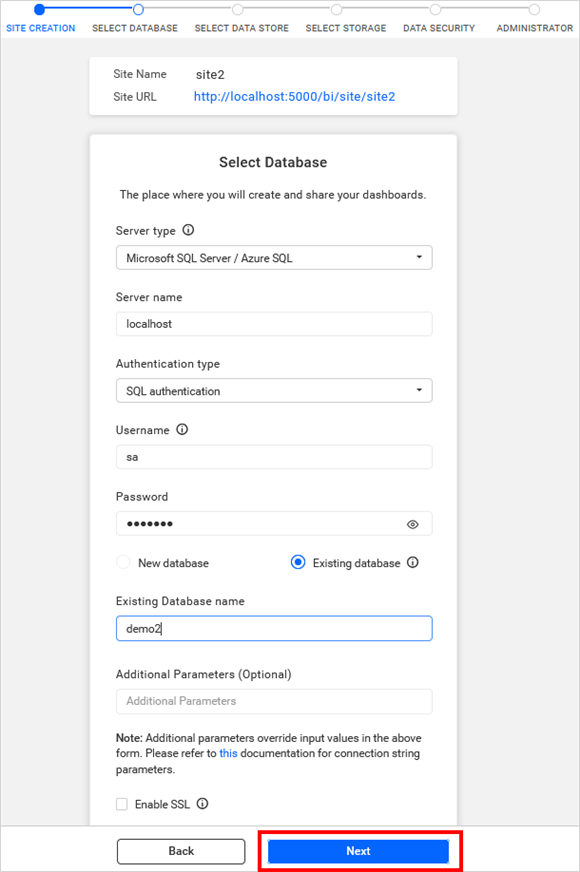 SITE CREATION SELECT DATABASE SELECT DATA STORE SELECT STORAGE DATA SECURITY ADMINISTRATOR
Site Name site2
Site URL http://localhost:5000/bi/site/site2
Select Database
The place where you will create and share your dashboards.
Server type
Microsoft SQL Server / Azure SQL
Server name
localhost
Authentication type
SQL authentication
Username
sa
Password
•••••••
New database Existing database
Existing Database name
demo2
Additional Parameters (Optional)
Additional Parameters
Note: Additional parameters override input values in the above
form. Please refer to this documentation for connection string
parameters.
Enable SSL
Back Next